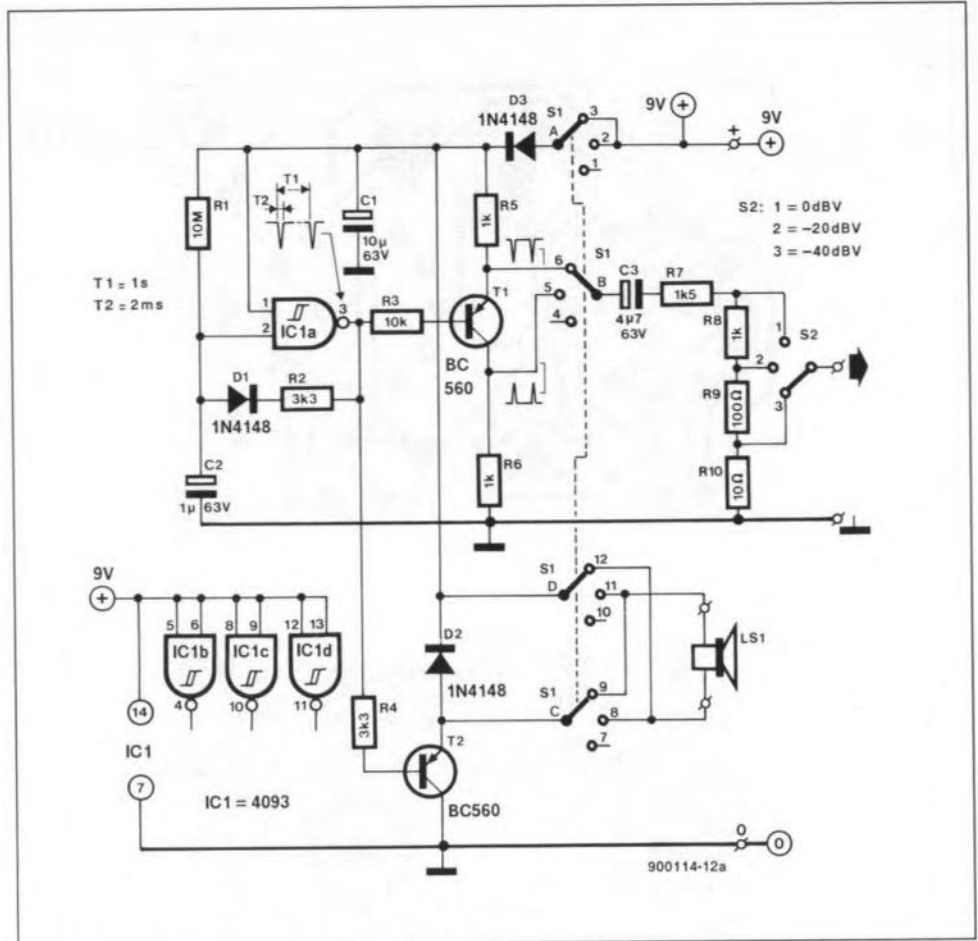 D3
1N4148
S1
A
3
2
1
9V
+
+
9V
+
T1
T2
R1
10M
C1
10µ
63V
R5
1k
S2: 1 = 0dBV
2 = -20dBV
3 = -40dBV
T1 = 1s
T2 = 2ms
1
2
IC1a
3
R3
10k
T1
BC
560
6
5
4
S1
B
C3
4µ7
63V
R7
1k5
R8
1k
1
2
3
S2
R9
100Ω
R10
10Ω
D1
1N4148
R2
3k3
C2
1µ
63V
R6
1k
9V
+
5
6
8
9
12
13
IC1b
IC1c
IC1d
4
10
11
14
IC1
7
IC1 = 4093
S1
D
12
11
10
D2
1N4148
S1
C
9
8
7
LS1
R4
3k3
T2
BC560
0
0
900114-12a